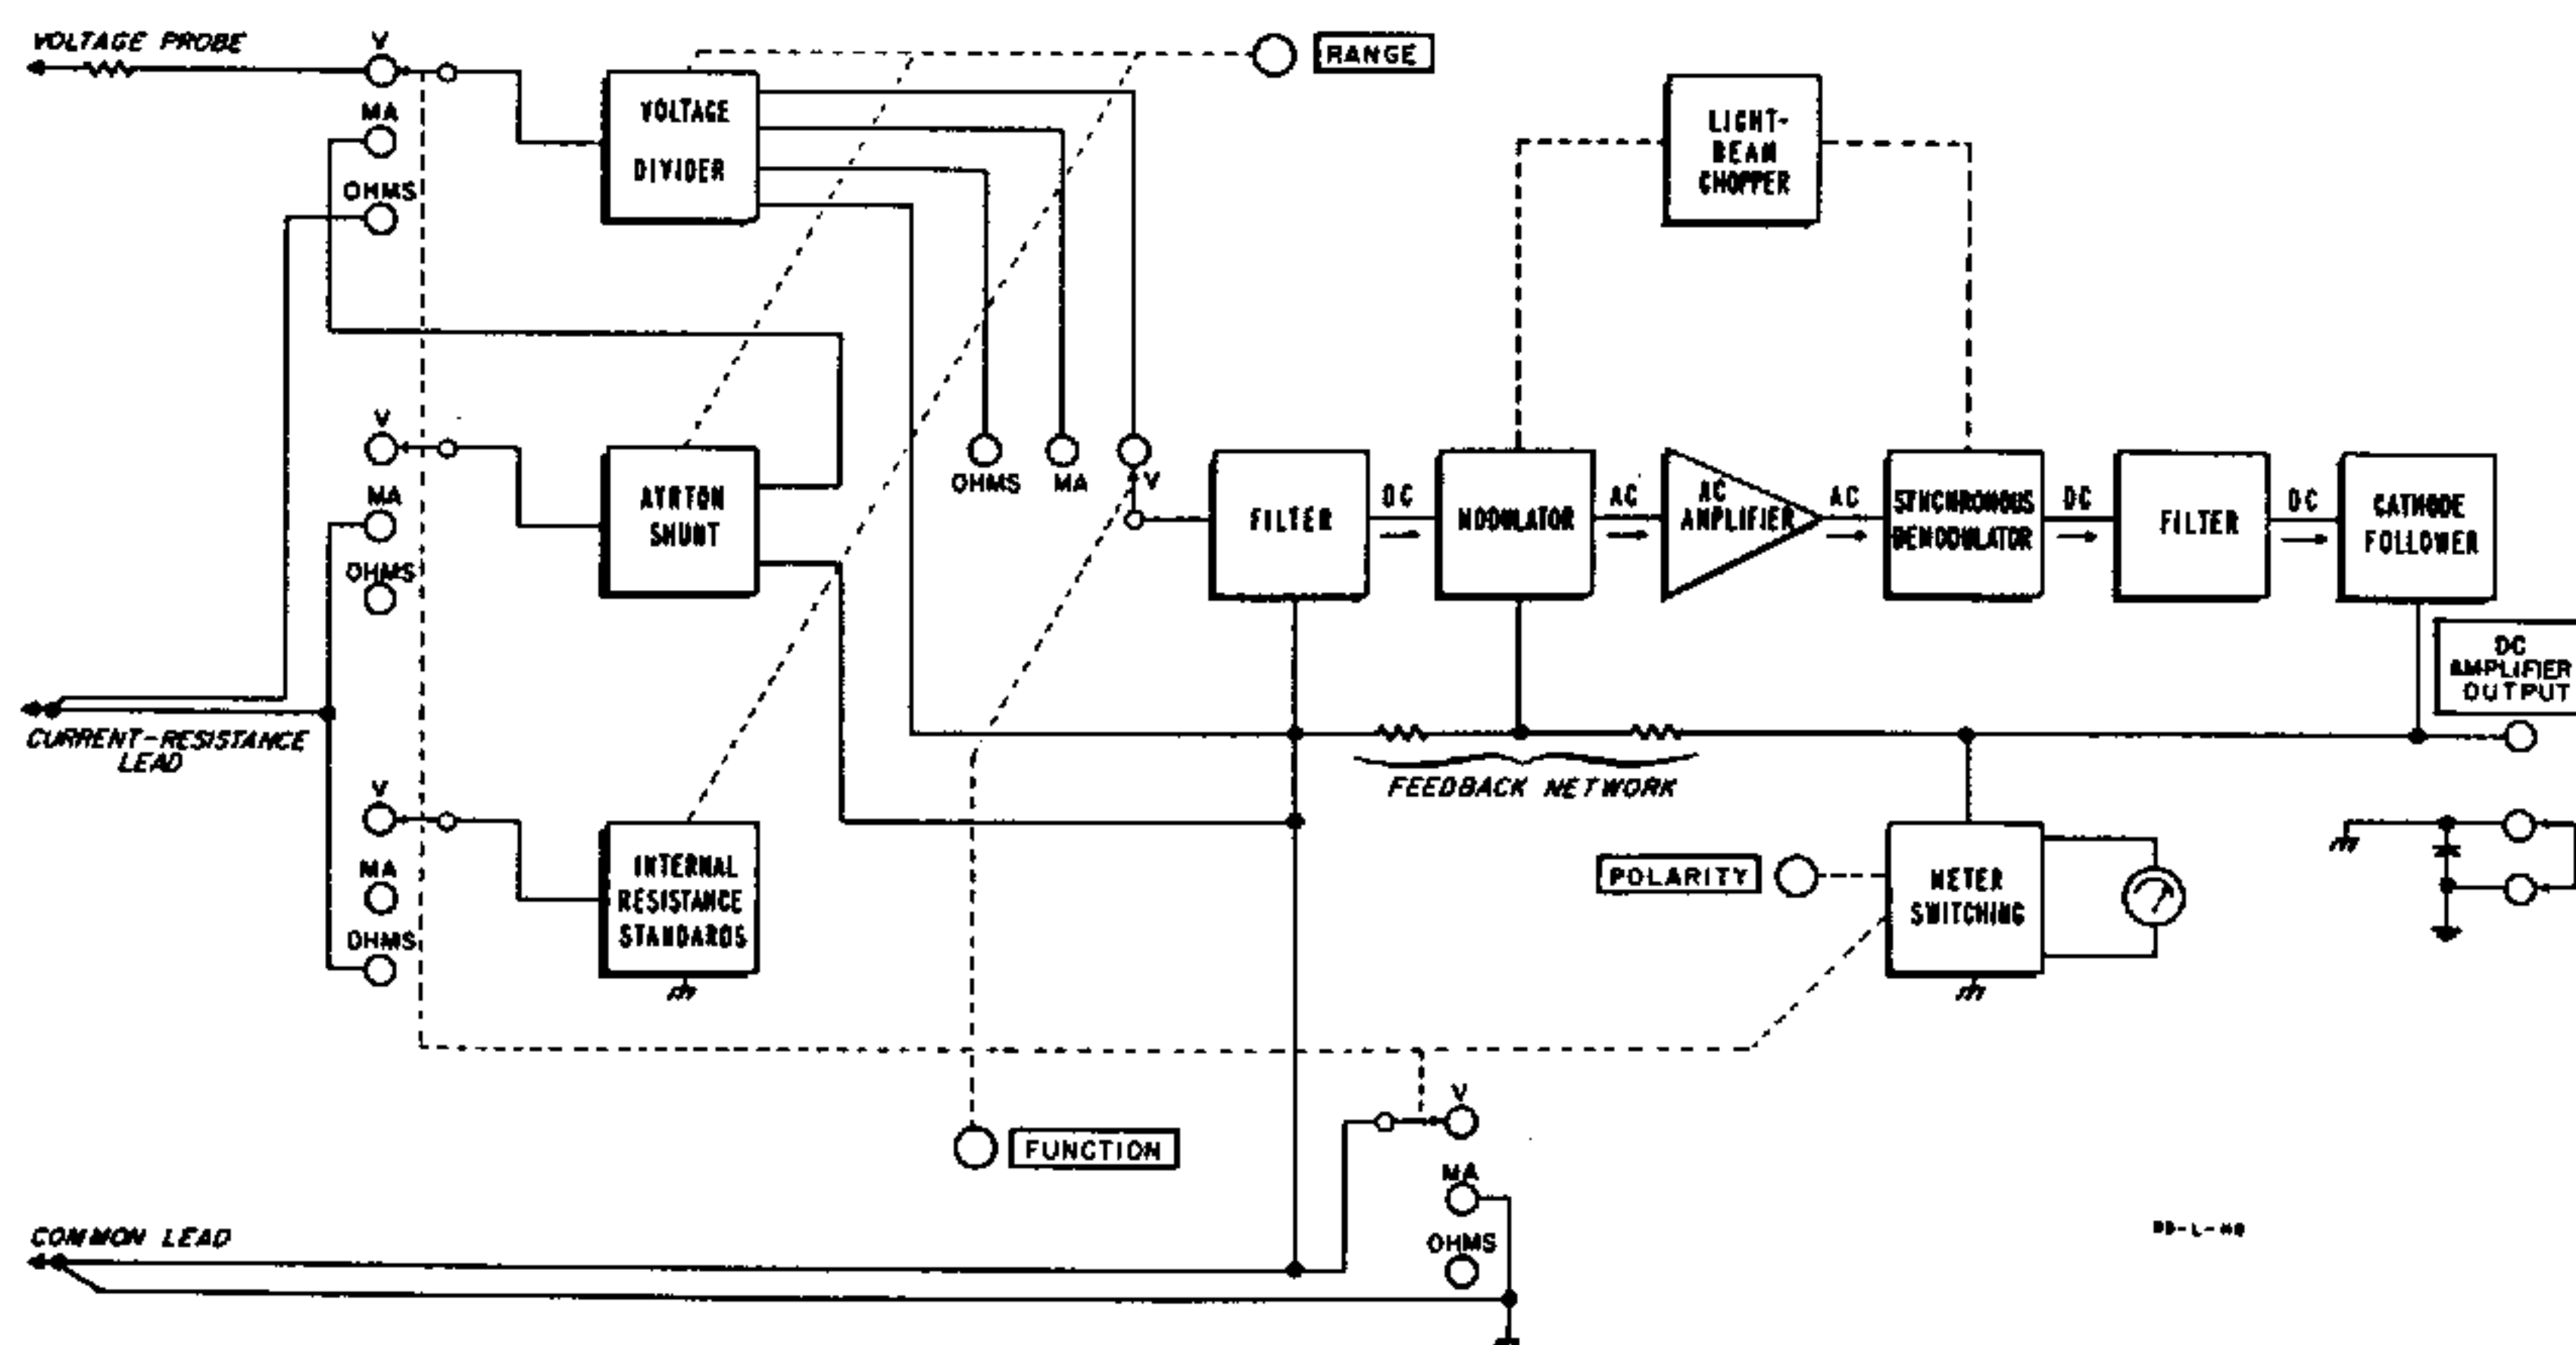 VOLTAGE PROBE
V
MA
OHMS
VOLTAGE
DIVIDER
RANGE
LIGHT-
BEAM
CHOPPER
V
MA
OHMS
AYRTON
SHUNT
OHMS
MA
V
FILTER
DC
MODULATOR
AC
AC
AMPLIFIER
AC
SYNCHRONOUS
DEMODULATOR
DC
FILTER
DC
CATHODE
FOLLOWER
DC
AMPLIFIER
OUTPUT
CURRENT-RESISTANCE
LEAD
FEEDBACK NETWORK
V
MA
OHMS
INTERNAL
RESISTANCE
STANDARDS
POLARITY
METER
SWITCHING
FUNCTION
V
MA
OHMS
COMMON LEAD